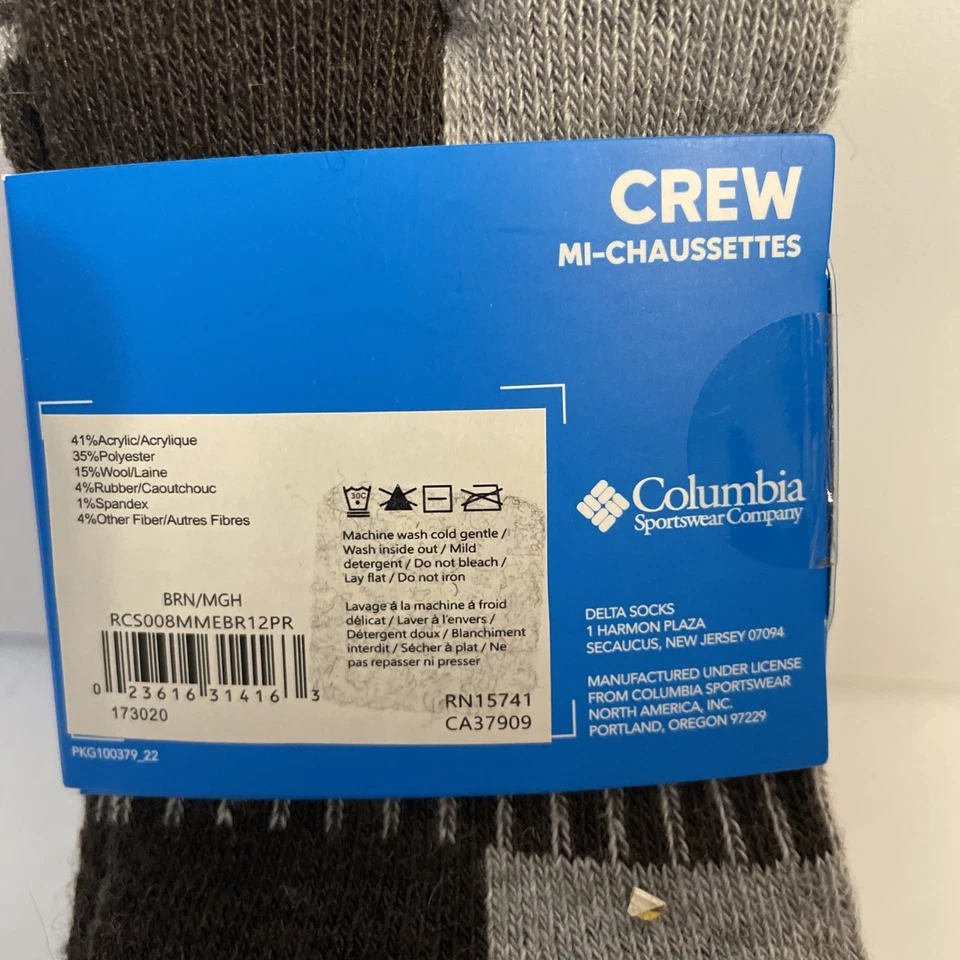 CREW
MI-CHAUSSETTES
41%Acrylic/Acrylique
35%Polyester
15%Wool/Laine
4%Rubber/Caoutchouc
1%Spandex
4%Other Fiber/Autres Fibres
30C
Machine wash cold gentle /
Wash inside out / Mild
detergent / Do not bleach /
Lay flat / Do not iron
Lavage á la machine á froid
délicat / Laver à l'envers /
Détergent doux / Blanchiment
interdit / Sécher à plat / Ne
pas repasser ni presser
BRN/MGH
RCS008MMEBR12PR
0 23616 31416 3
173020
RN15741
CA37909
PKG100379_22
Columbia
Sportswear Company
DELTA SOCKS
1 HARMON PLAZA
SECAUCUS, NEW JERSEY 07094
MANUFACTURED UNDER LICENSE
FROM COLUMBIA SPORTSWEAR
NORTH AMERICA, INC.
PORTLAND, OREGON 97229